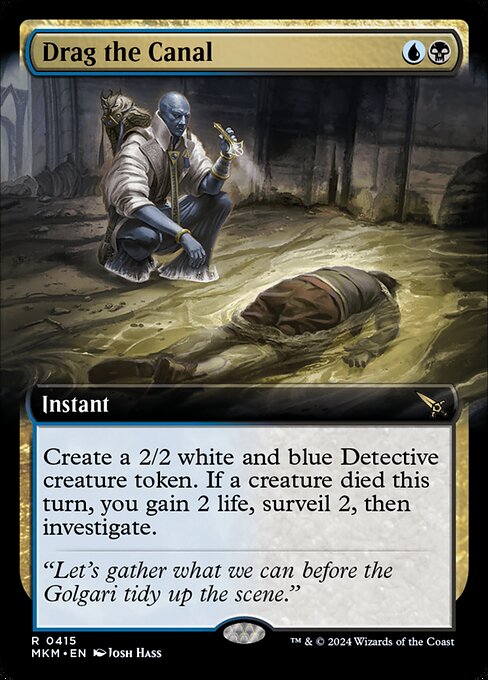 Drag the Canal
Instant
Create a 2/2 white and blue Detective
creature token. If a creature died this
turn, you gain 2 life, surveil 2, then
investigate.
“Let’s gather what we can before the
Golgari tidy up the scene.”
R 0415
MKM • EN Josh Hass
™ & © 2024 Wizards of the Coast